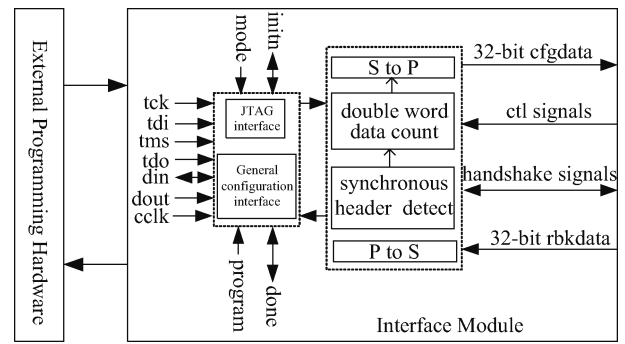 External Programming Hardware
mode
initn
tck
tdi
tms
tdo
din
dout
cclk
JTAG
interface
General
configuration
interface
program
done
S to P
double word
data count
synchronous
header detect
P to S
32-bit cfgdata
ctl signals
handshake signals
32-bit rbkdata
Interface Module